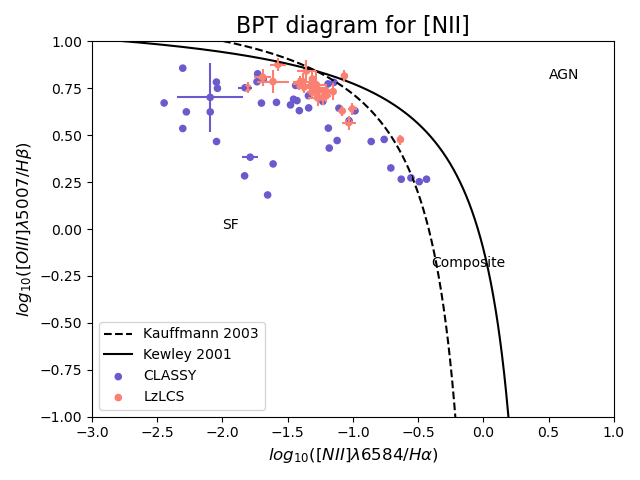 BPT diagram for [NII]
1.00
0.75
0.50
0.25
0.00
−0.25
−0.50
−0.75
−1.00
log₁₀([OIII]λ5007/Hβ)
AGN
SF
Composite
Kauffmann 2003
Kewley 2001
CLASSY
LzLCS
−3.0 −2.5 −2.0 −1.5 −1.0 −0.5 0.0 0.5 1.0
log₁₀([NII]λ6584/Hα)